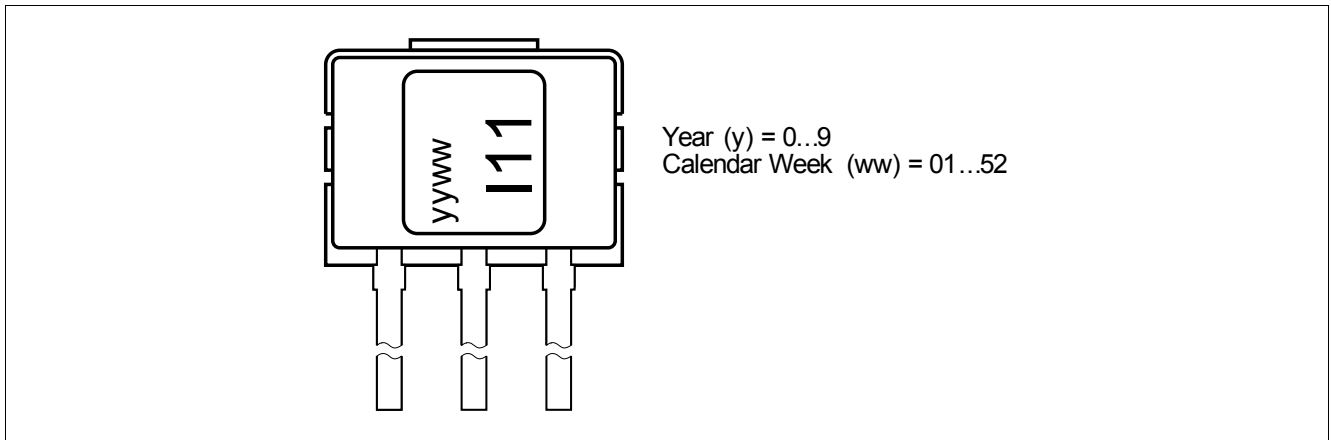 yyww
I11
Year (y) = 0...9
Calendar Week (ww) = 01...52